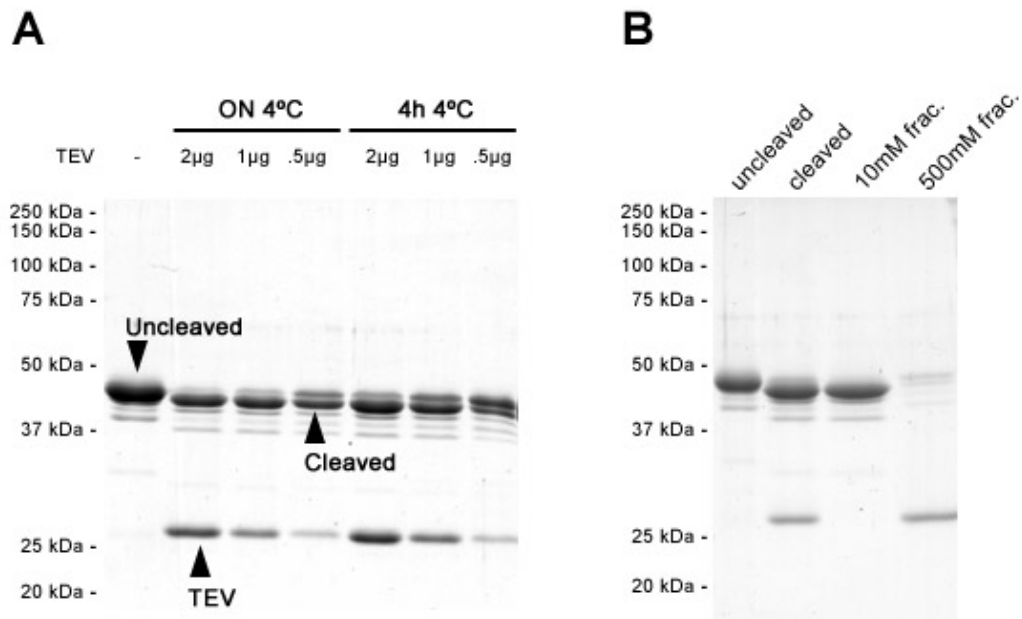 A
ON 4ºC 4h 4ºC
TEV - 2µg 1µg .5µg 2µg 1µg .5µg
250 kDa -
150 kDa -
100 kDa -
75 kDa -
Uncleaved
50 kDa -
37 kDa -
Cleaved
25 kDa -
TEV
20 kDa -
B
uncleaved
cleaved
10mM frac.
500mM frac.
250 kDa -
150 kDa -
100 kDa -
75 kDa -
50 kDa -
37 kDa -
25 kDa -
20 kDa -